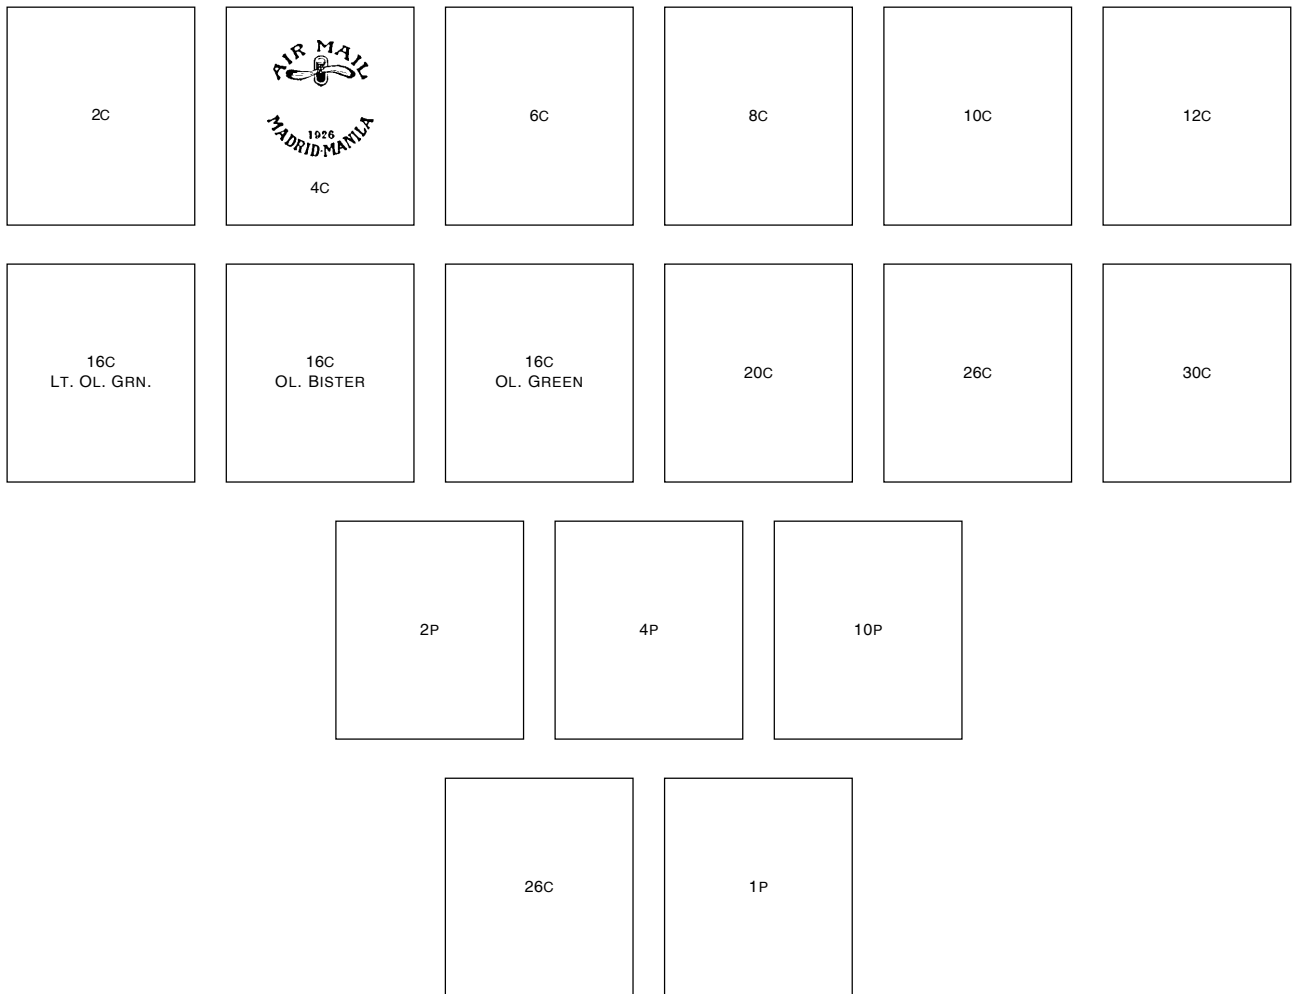 2C
AIR MAIL
1926
MADRID-MANILA
4C
6C
8C
10C
12C
16C
LT. OL. GRN.
16C
OL. BISTER
16C
OL. GREEN
20C
26C
30C
2P
4P
10P
26C
1P